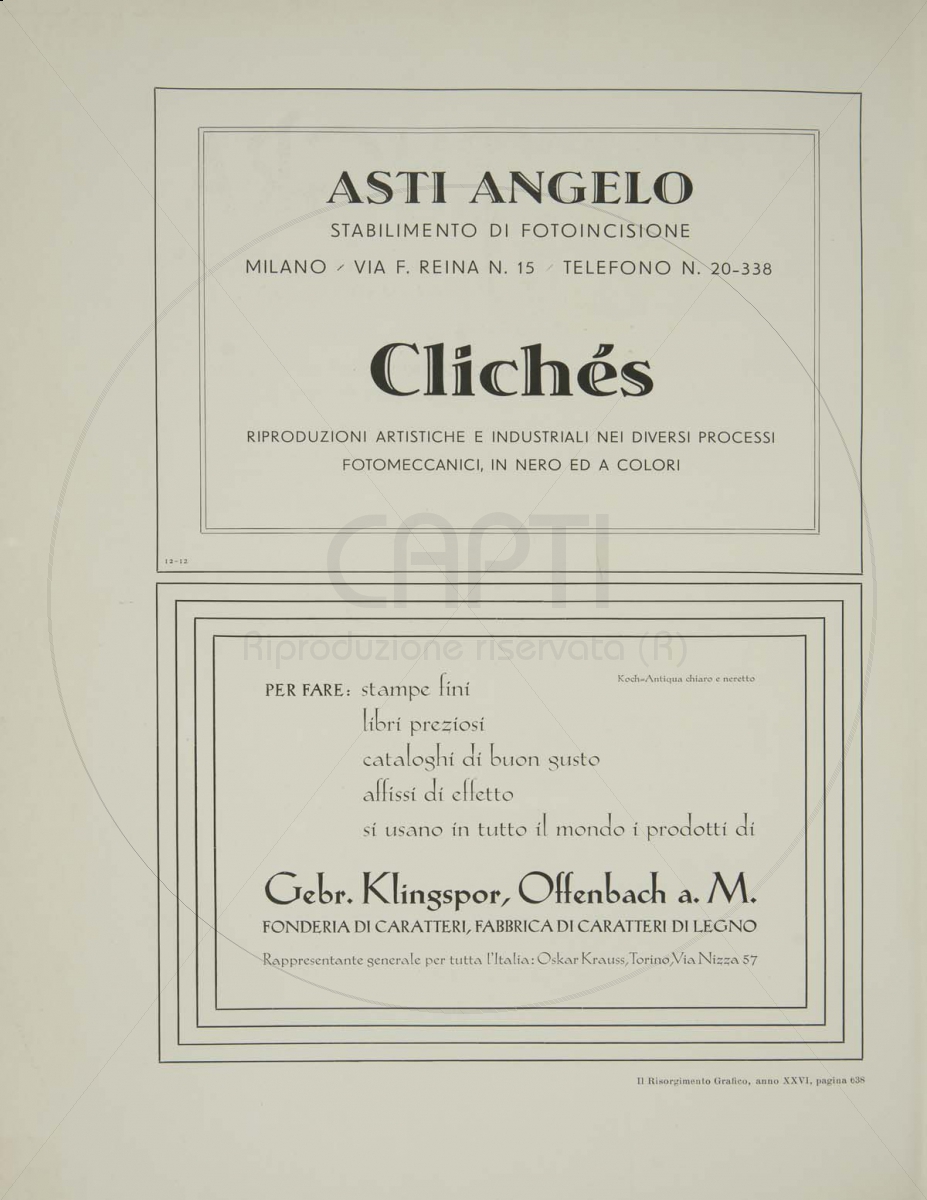 ASTI ANGELO
STABILIMENTO DI FOTOINCISIONE
MILANO / VIA F. REINA N. 15 / TELEFONO N. 20-338
Clichés
RIPRODUZIONI ARTISTICHE E INDUSTRIALI NEI DIVERSI PROCESSI
FOTOMECCANICI, IN NERO ED A COLORI
CAPTI
12-12
Riproduzione riservata (R)
Koch=Antiqua chiaro e neretto
PER FARE: stampe fini
libri preziosi
cataloghi di buon gusto
affissi di effetto
si usano in tutto il mondo i prodotti di
Gebr. Klingspor, Offenbach a. M.
FONDERIA DI CARATTERI, FABBRICA DI CARATTERI DI LEGNO
Rappresentante generale per tutta l'Italia: Oskar Krauss, Torino, Via Nizza 57
Il Risorgimento Grafico, anno XXVI, pagina 638